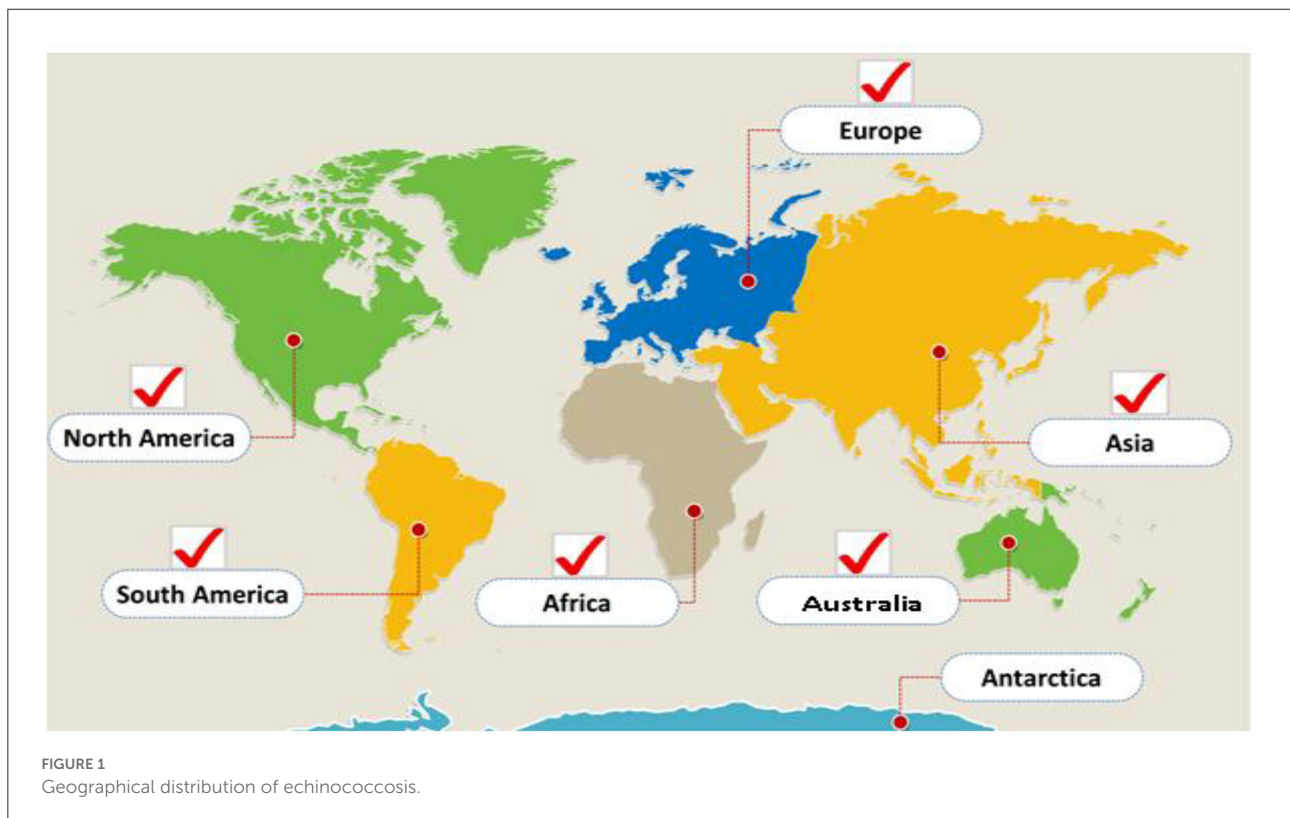 Europe
North America
Asia
South America
Africa
Australia
Antarctica
FIGURE 1
Geographical distribution of echinococcosis.